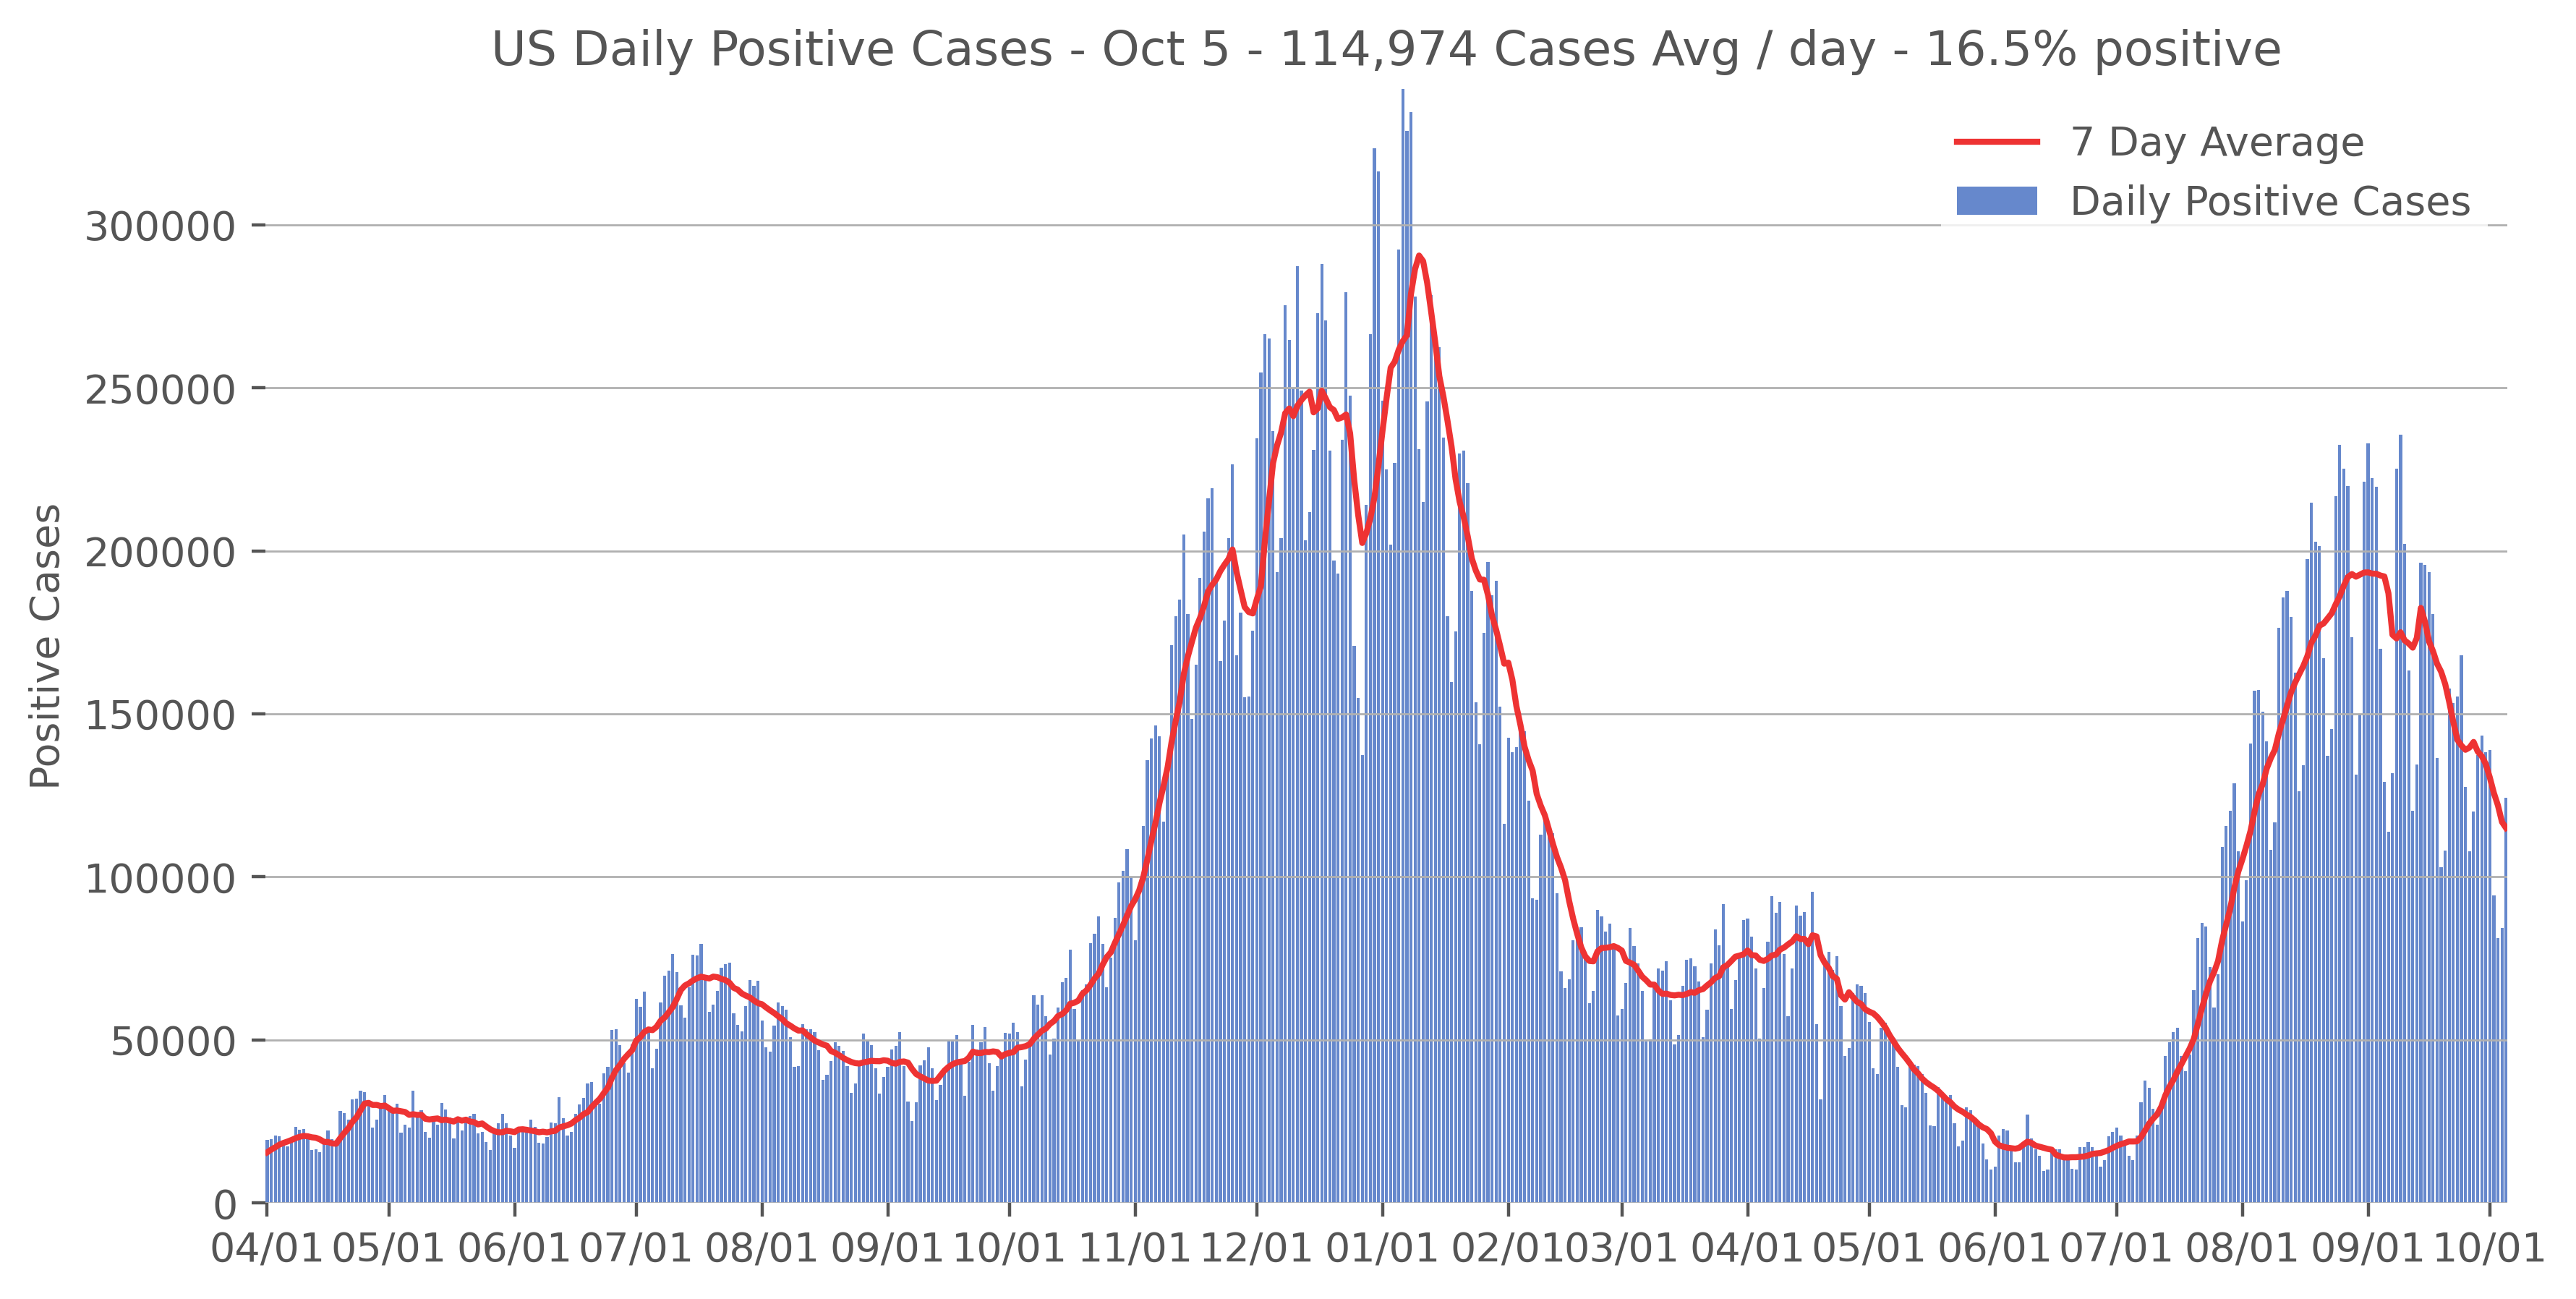 US Daily Positive Cases - Oct 5 - 114,974 Cases Avg / day - 16.5% positive
7 Day Average
Daily Positive Cases
Positive Cases
300000
250000
200000
150000
100000
50000
0
04/01 05/01 06/01 07/01 08/01 09/01 10/01 11/01 12/01 01/01 02/01 03/01 04/01 05/01 06/01 07/01 08/01 09/01 10/01